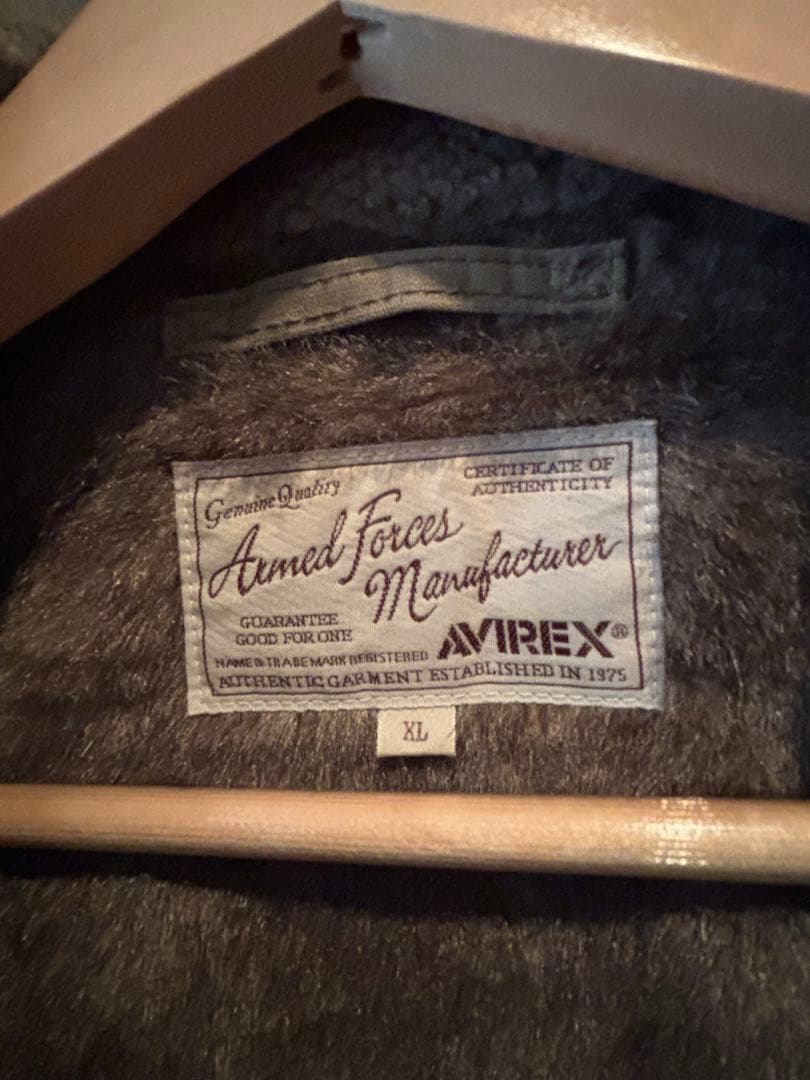 Genuine Quality
CERTIFICATE OF
AUTHENTICITY
Armed Forces
Manufacturer
GUARANTEE
GOOD FOR ONE
AVIREX®
NAME & TRADE MARK REGISTERED
AUTHENTIC GARMENT ESTABLISHED IN 1975
XL